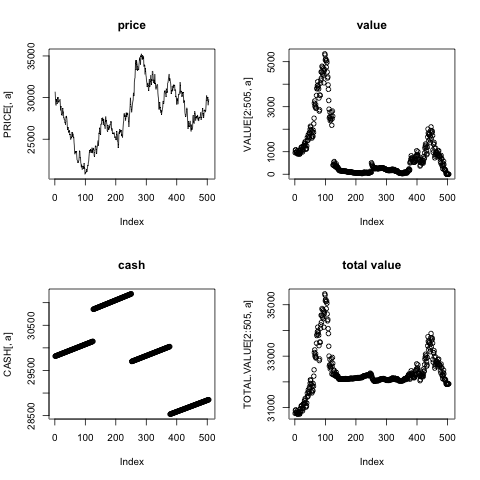 price
PRICE[, a]
25000 30000 35000
0 100 200 300 400 500
Index
value
VALUE[2:505, a]
0 1000 3000 5000
0 100 200 300 400 500
Index
cash
CASH[, a]
28500 29500 30500
0 100 200 300 400 500
Index
total value
TOTAL.VALUE[2:505, a]
31000 33000 35000
0 100 200 300 400 500
Index